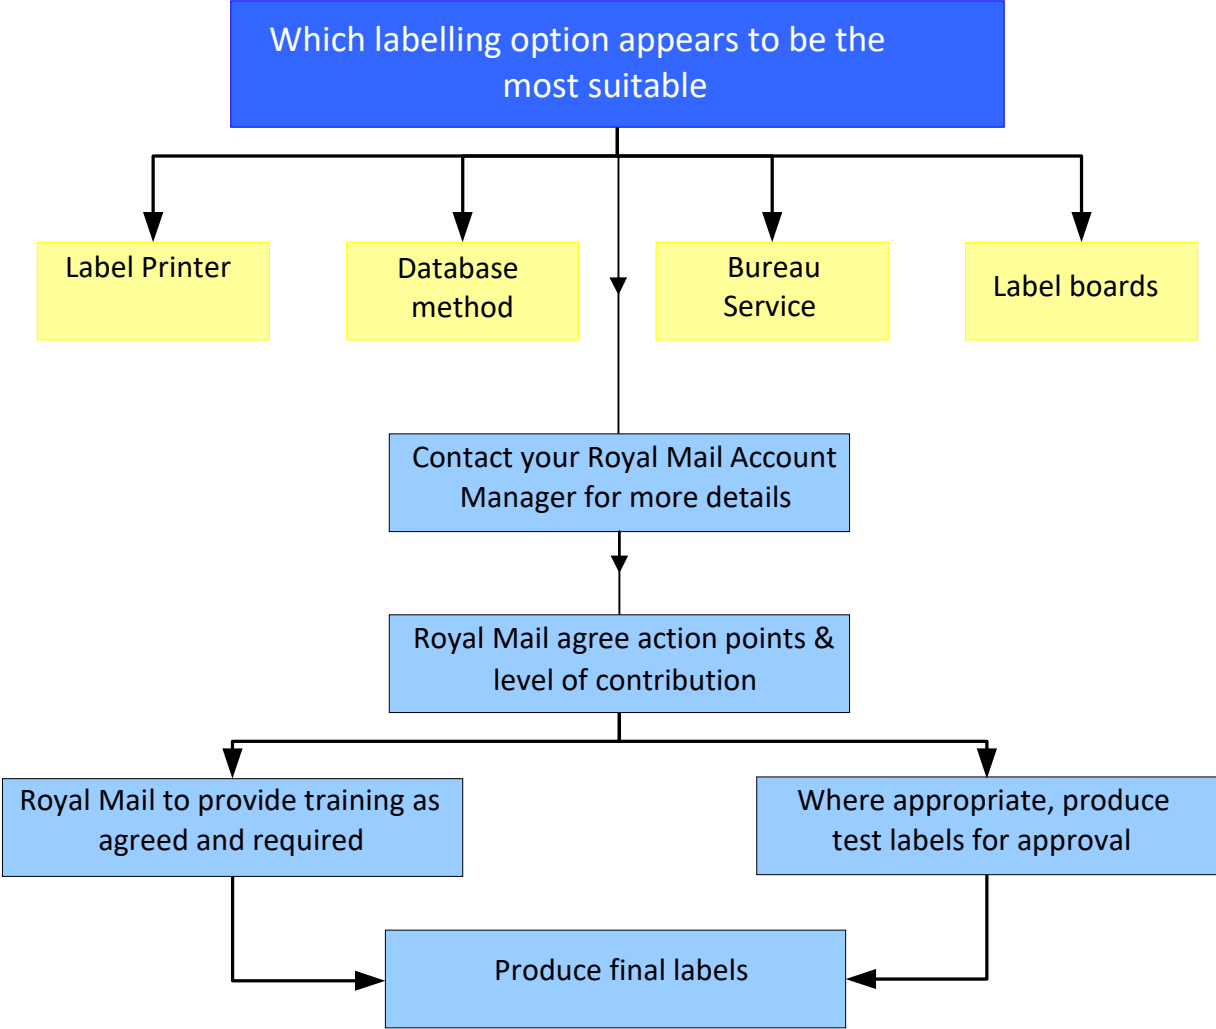 Which labelling option appears to be the
most suitable
Label Printer
Database
method
Bureau
Service
Label boards
Contact your Royal Mail Account
Manager for more details
Royal Mail agree action points &
level of contribution
Royal Mail to provide training as
agreed and required
Where appropriate, produce
test labels for approval
Produce final labels